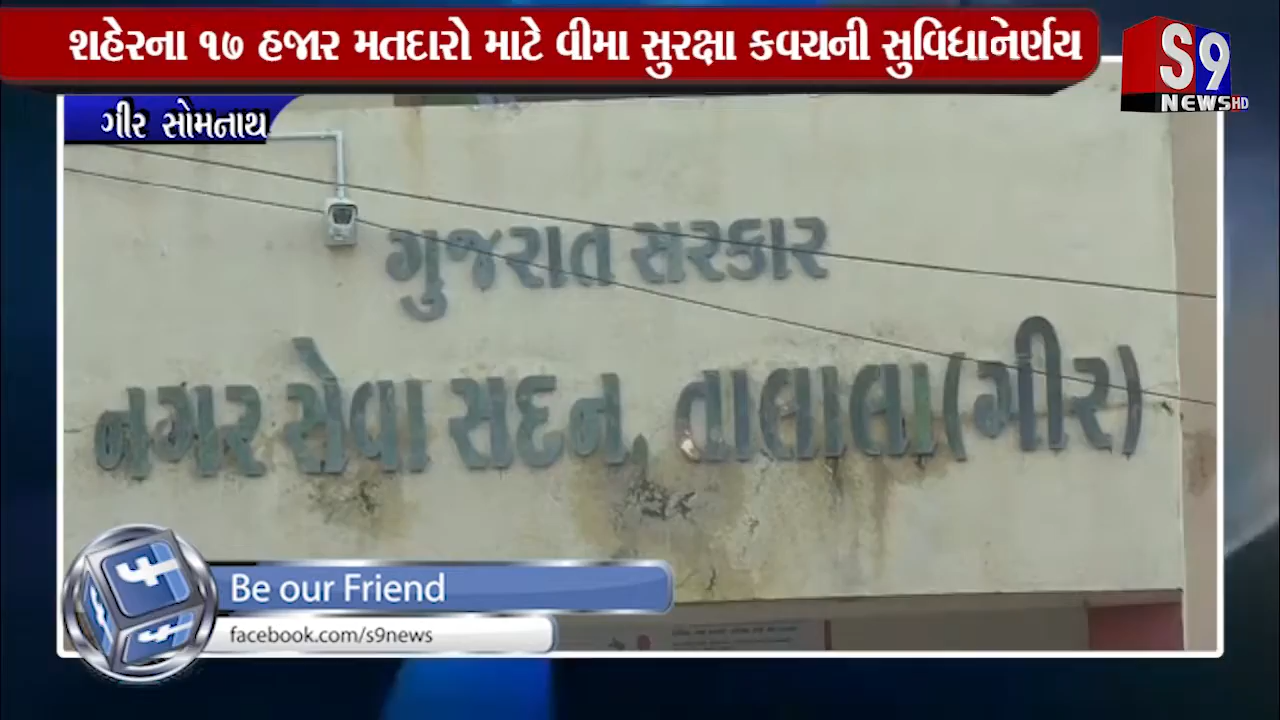 શહેરના ૧૭ હજાર મતદારો માટે વીમા સુરક્ષા કવચની સુવિધાનેર્ણય
S9
NEWS HD
ગીર સોમનાથ
ગુજરાત સરકાર
નગર સેવા સદન, તાલાલા(ગીર)
Be our Friend
facebook.com/s9news